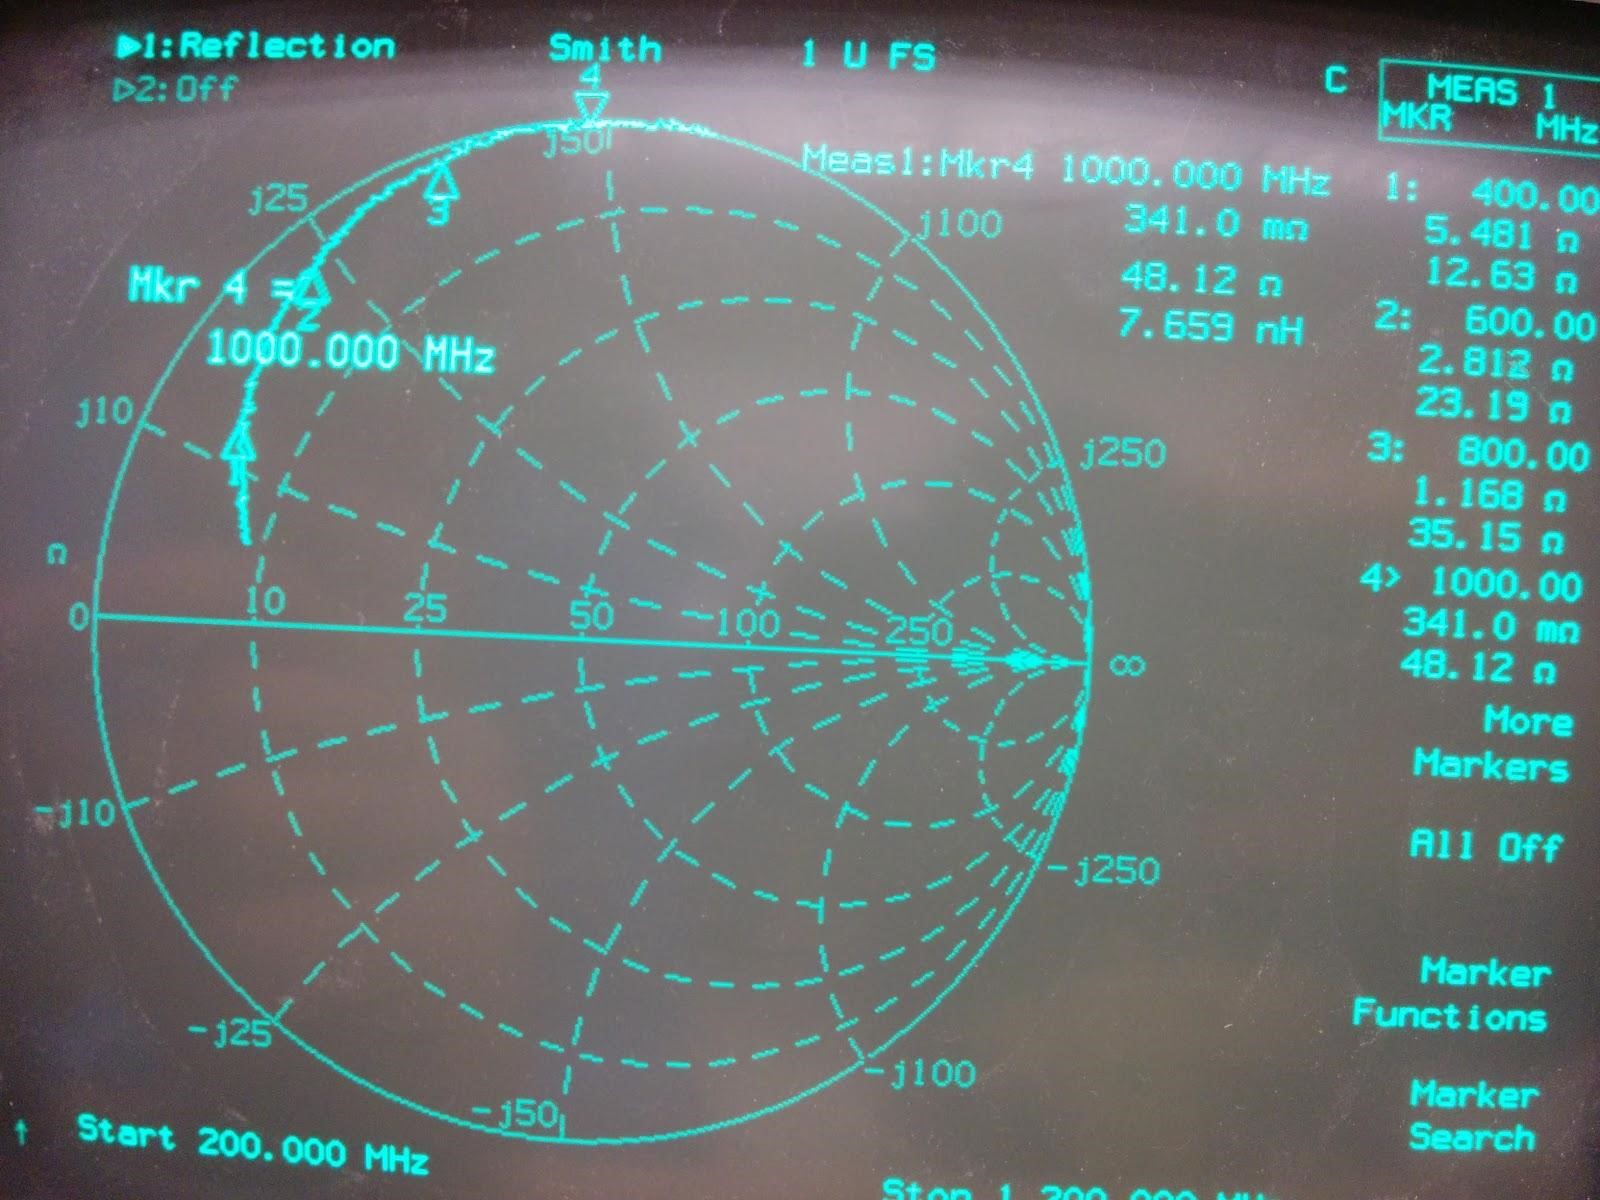 ▷1:Reflection Smith 1 U FS
▷2:Off
C
MEAS 1
MKR MHz
4
Meas1:Mkr4 1000.000 MHz
341.0 mΩ
48.12 Ω
7.659 nH
1: 400.00
5.481 Ω
12.63 Ω
2: 600.00
2.812 Ω
23.19 Ω
3: 800.00
1.168 Ω
35.15 Ω
4> 1000.00
341.0 mΩ
48.12 Ω
More
Markers
All Off
Marker
Functions
Marker
Search
j50
j25
3
j100
Mkr 4 =
2
1000.000 MHz
j10
1
j250
Ω
0 10 25 50 100 250 ∞
-j10
-j250
-j25
-j100
-j50
↑ Start 200.000 MHz
Stop 1 200.000